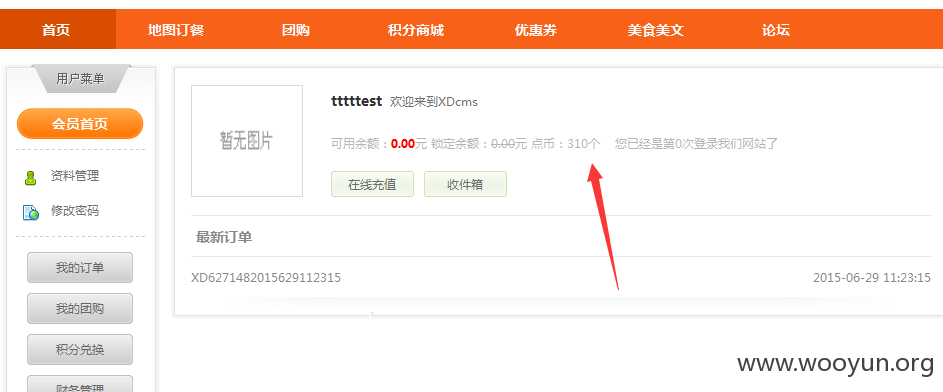 首页 地图订餐 团购 积分商城 优惠券 美食美文 论坛
用户菜单
会员首页
资料管理
修改密码
我的订单
我的团购
积分兑换
财务管理
暂无图片
tttttest 欢迎来到XDcms
可用余额：0.00元 锁定余额：0.00元 点币：310个 您已经是第0次登录我们网站了
在线充值 收件箱
最新订单
XD6271482015629112315 2015-06-29 11:23:15
www.wooyun.org